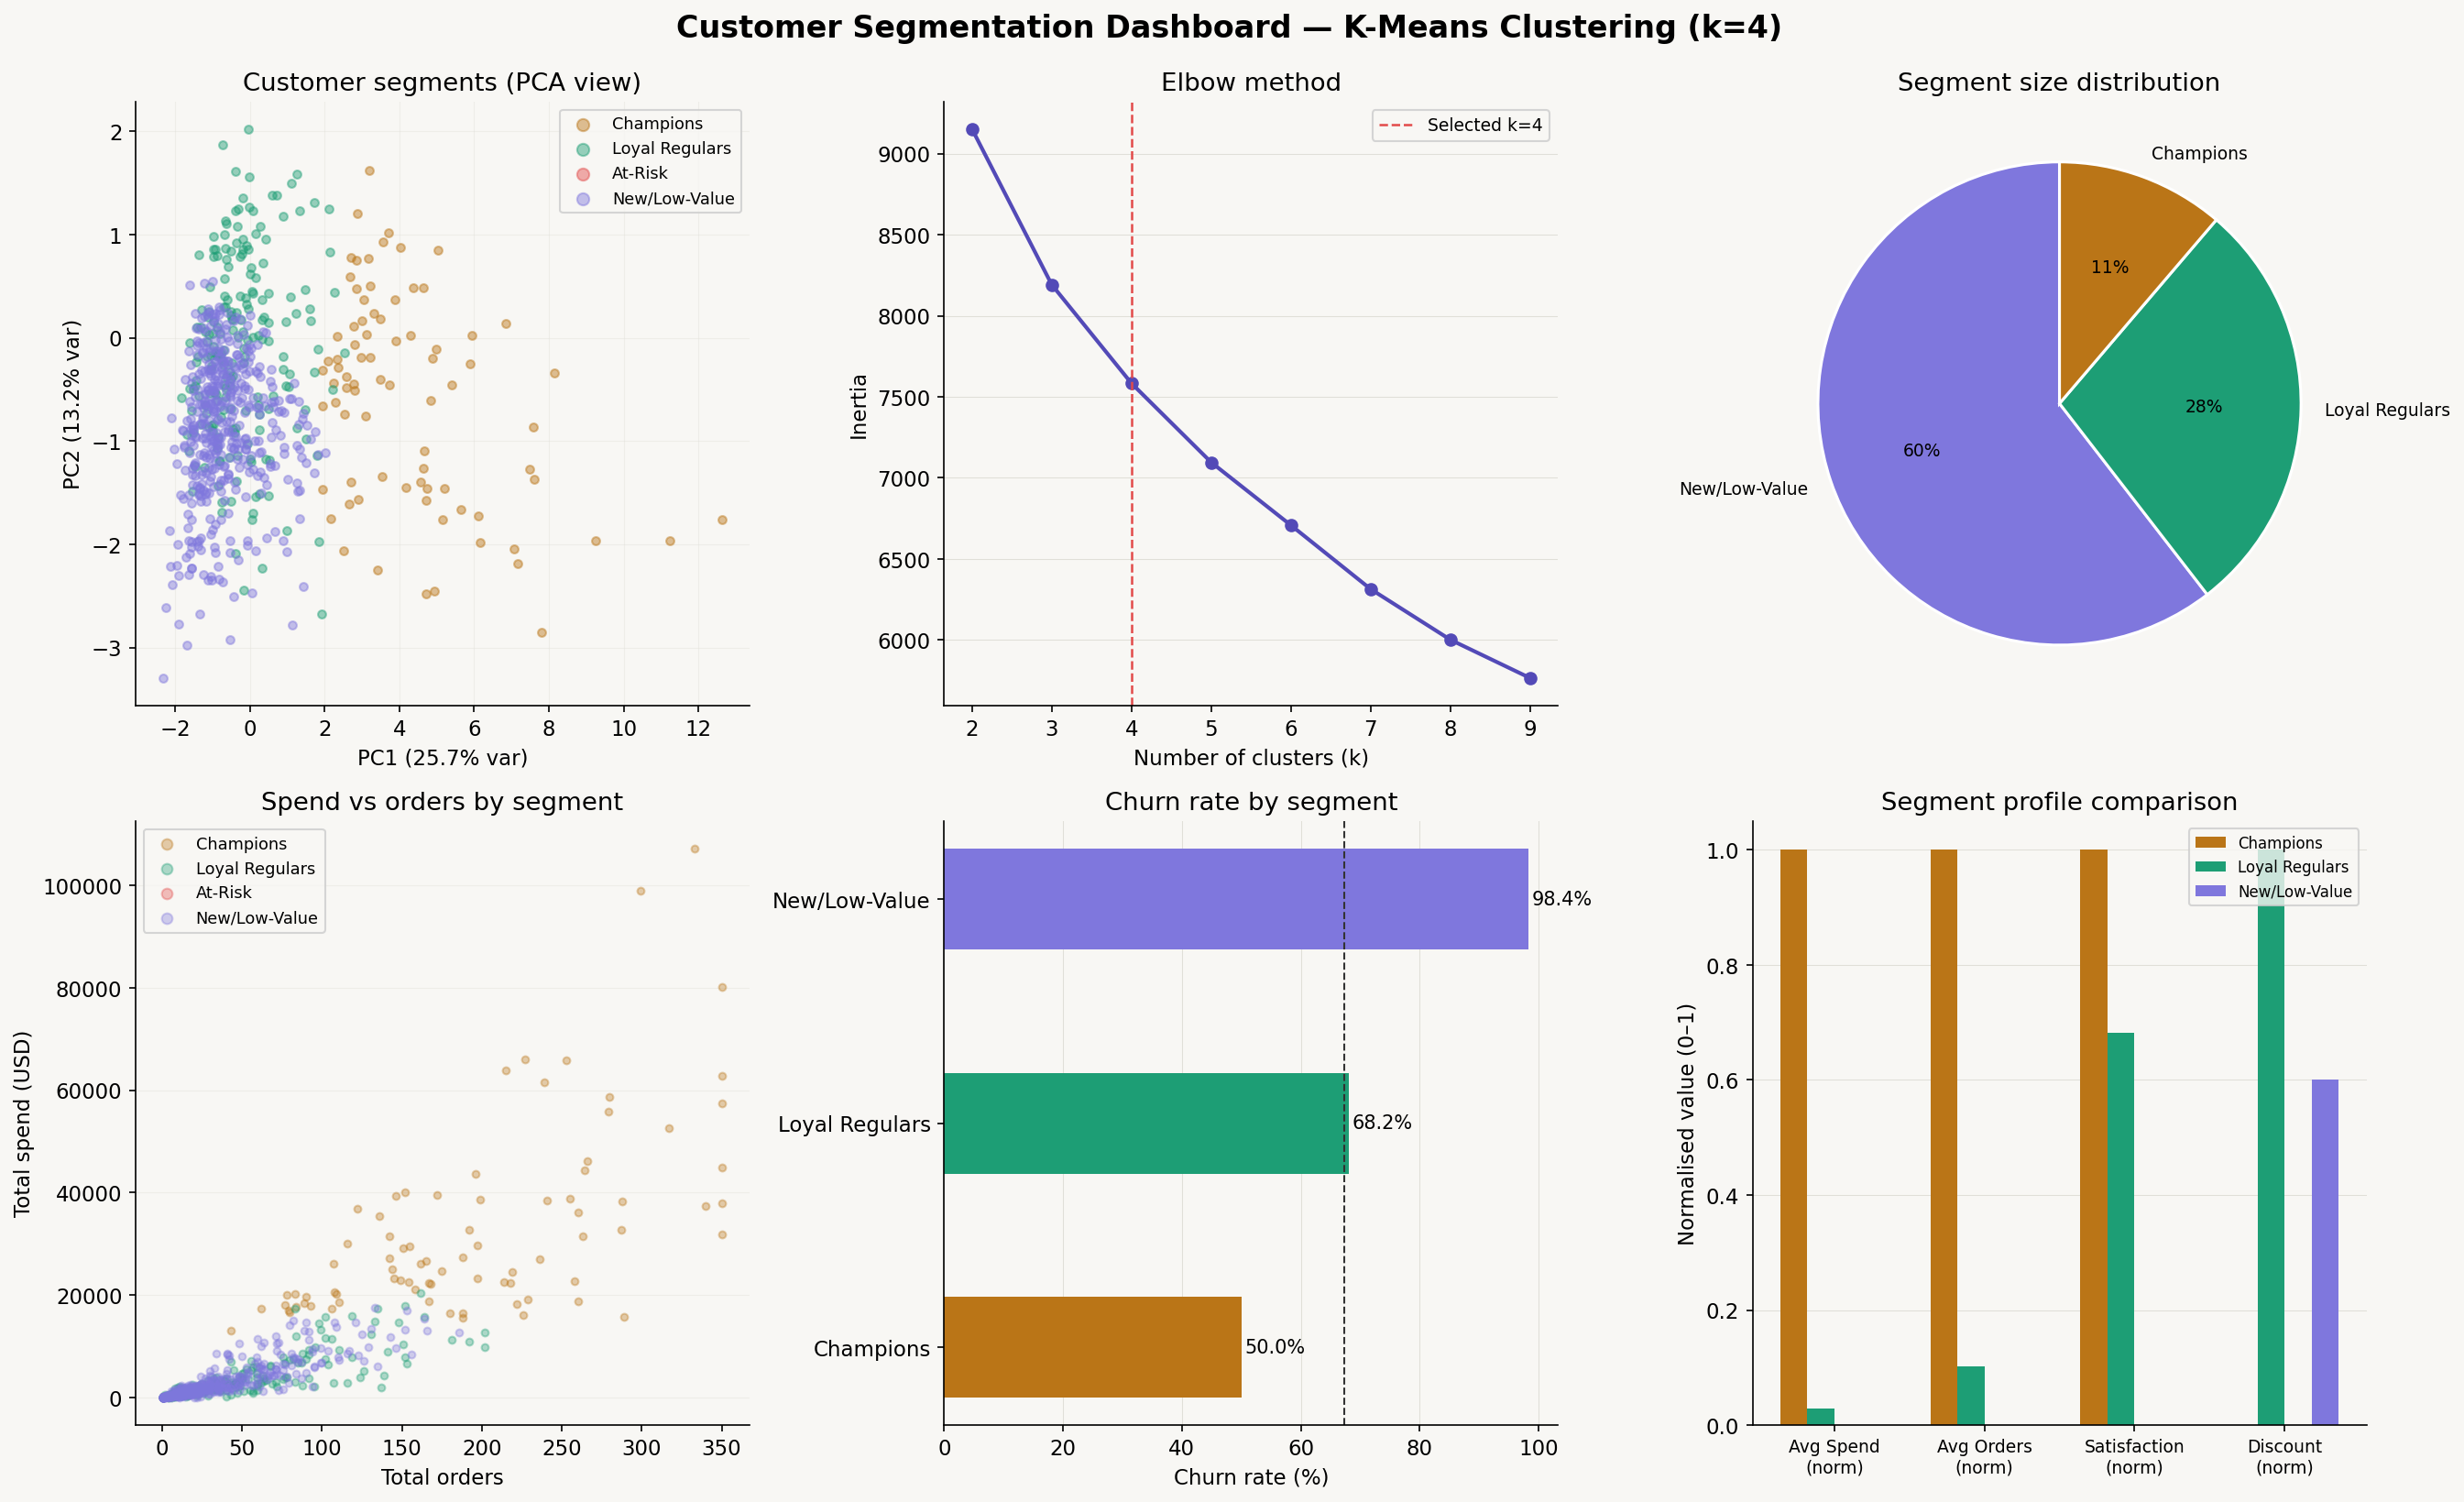 Customer Segmentation Dashboard — K-Means Clustering (k=4)
Customer segments (PCA view)
Champions
Loyal Regulars
At-Risk
New/Low-Value
2
1
0
−1
−2
−3
PC2 (13.2% var)
−2 0 2 4 6 8 10 12
PC1 (25.7% var)
Elbow method
Selected k=4
9000
8500
8000
7500
7000
6500
6000
Inertia
2 3 4 5 6 7 8 9
Number of clusters (k)
Segment size distribution
Champions
11%
28%
Loyal Regulars
60%
New/Low-Value
Spend vs orders by segment
Champions
Loyal Regulars
At-Risk
New/Low-Value
100000
80000
60000
40000
20000
0
Total spend (USD)
0 50 100 150 200 250 300 350
Total orders
Churn rate by segment
New/Low-Value
98.4%
Loyal Regulars
68.2%
Champions
50.0%
0 20 40 60 80 100
Churn rate (%)
Segment profile comparison
Champions
Loyal Regulars
New/Low-Value
1.0
0.8
0.6
0.4
0.2
0.0
Normalised value (0–1)
Avg Spend
(norm)
Avg Orders
(norm)
Satisfaction
(norm)
Discount
(norm)